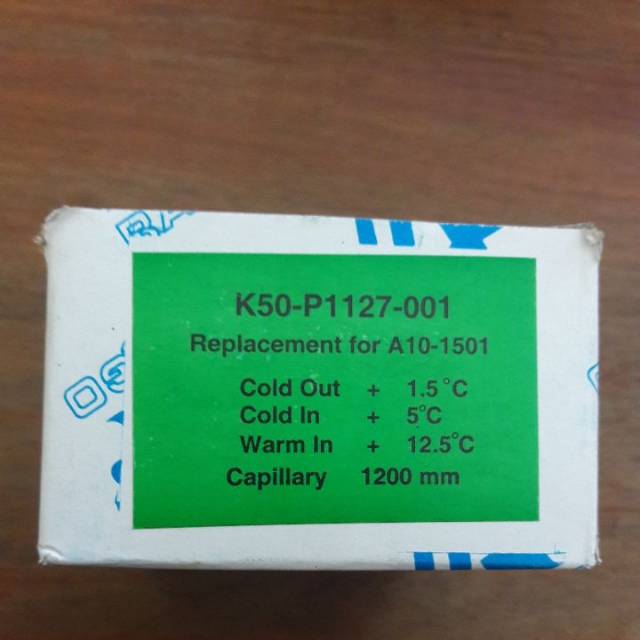 K50-P1127-001
Replacement for A10-1501
Cold Out + 1.5°C
Cold In + 5°C
Warm In + 12.5°C
Capillary 1200 mm